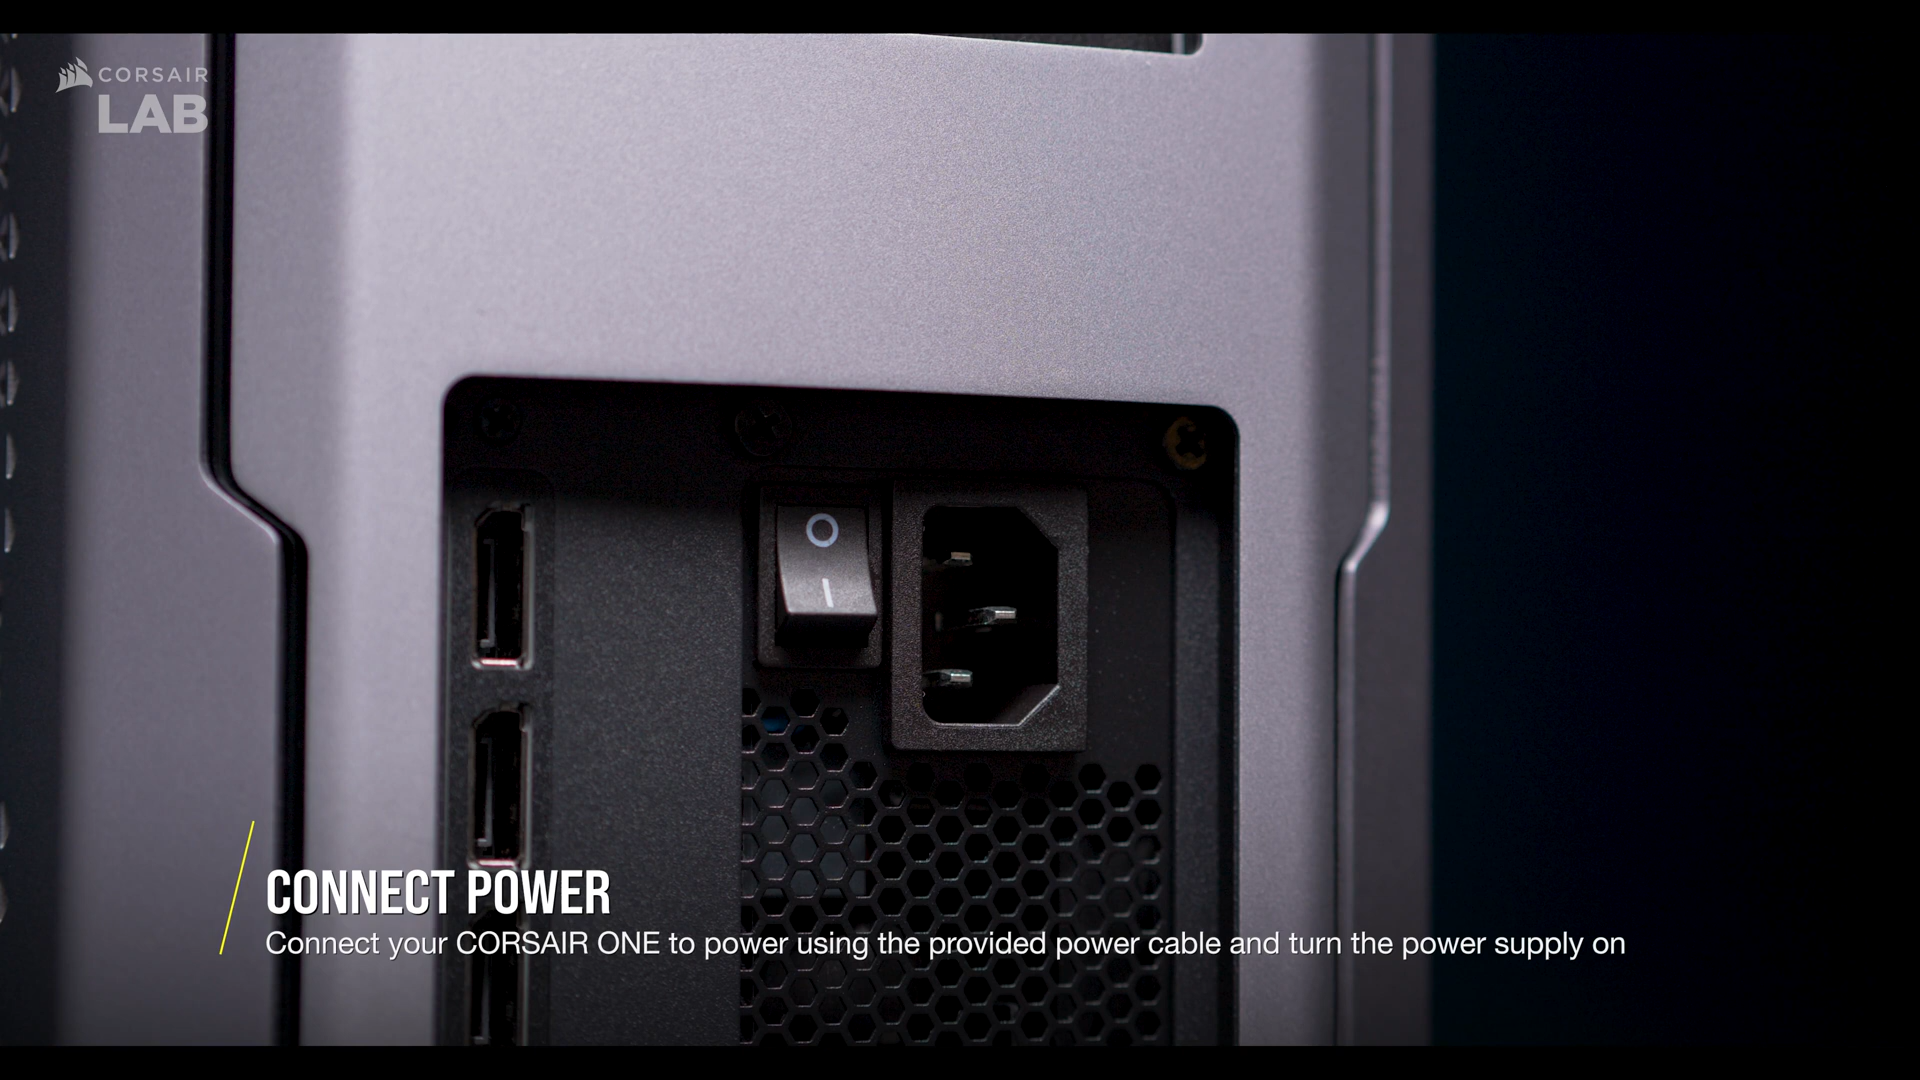 CORSAIR
LAB
O
I
CONNECT POWER
Connect your CORSAIR ONE to power using the provided power cable and turn the power supply on